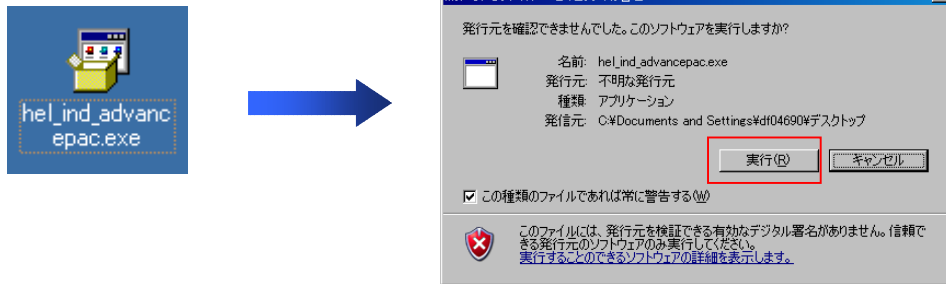 hel_ind_advanc
epac.exe
発行元を確認できませんでした。このソフトウェアを実行しますか?
名前: hel_ind_advancepac.exe
発行元: 不明な発行元
種類: アプリケーション
発信元: C:¥Documents and Settings¥df04690¥デスクトップ
実行(R)
キャンセル
この種類のファイルであれば常に警告する(W)
このファイルには、発行元を検証できる有効なデジタル署名がありません。信頼で
きる発行元のソフトウェアのみ実行してください。
実行することのできるソフトウェアの詳細を表示します。